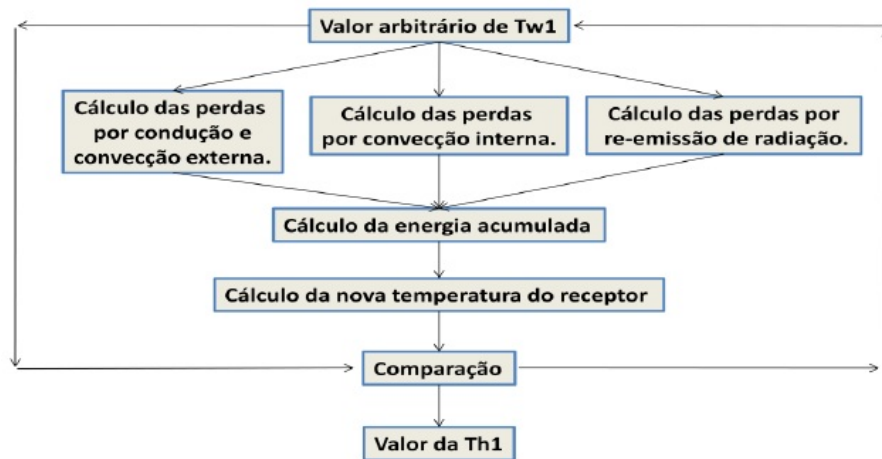 Valor arbitrário de Tw1
Cálculo das perdas
por condução e
convecção externa.
Cálculo das perdas
por convecção interna.
Cálculo das perdas por
re-emissão de radiação.
Cálculo da energia acumulada
Cálculo da nova temperatura do receptor
Comparação
Valor da Th1